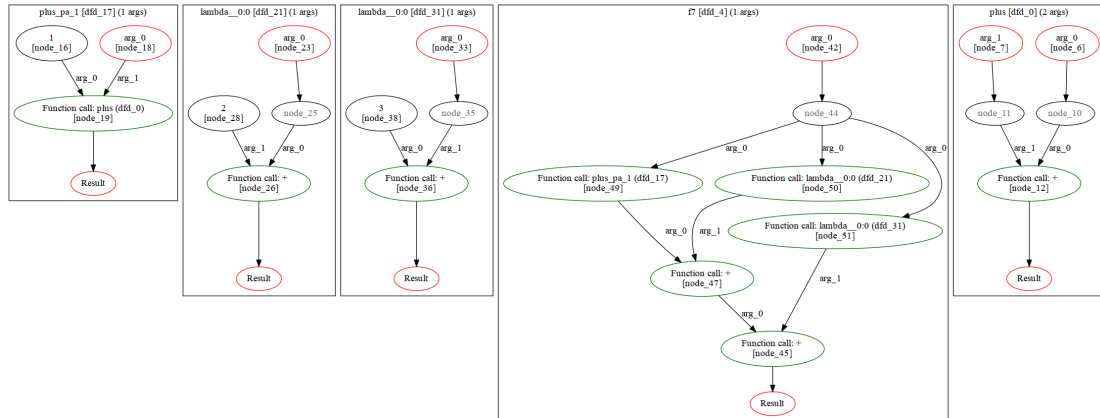 plus_pa_1 [dfd_17] (1 args)
1
[node_16]
arg_0
[node_18]
arg_0
arg_1
Function call: plus (dfd_0)
[node_19]
Result
lambda__0:0 [dfd_21] (1 args)
arg_0
[node_23]
2
[node_28]
node_25
arg_1
arg_0
Function call: +
[node_26]
Result
lambda__0:0 [dfd_31] (1 args)
arg_0
[node_33]
3
[node_38]
node_35
arg_0
arg_1
Function call: +
[node_36]
Result
f7 [dfd_4] (1 args)
arg_0
[node_42]
node_44
arg_0
arg_0
arg_0
Function call: plus_pa_1 (dfd_17)
[node_49]
Function call: lambda__0:0 (dfd_21)
[node_50]
Function call: lambda__0:0 (dfd_31)
[node_51]
arg_0
arg_1
Function call: +
[node_47]
arg_1
arg_0
Function call: +
[node_45]
Result
plus [dfd_0] (2 args)
arg_1
[node_7]
arg_0
[node_6]
node_11
node_10
arg_1
arg_0
Function call: +
[node_12]
Result